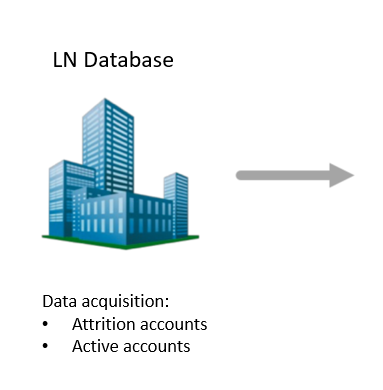 LN Database
Data acquisition:
• Attrition accounts
• Active accounts